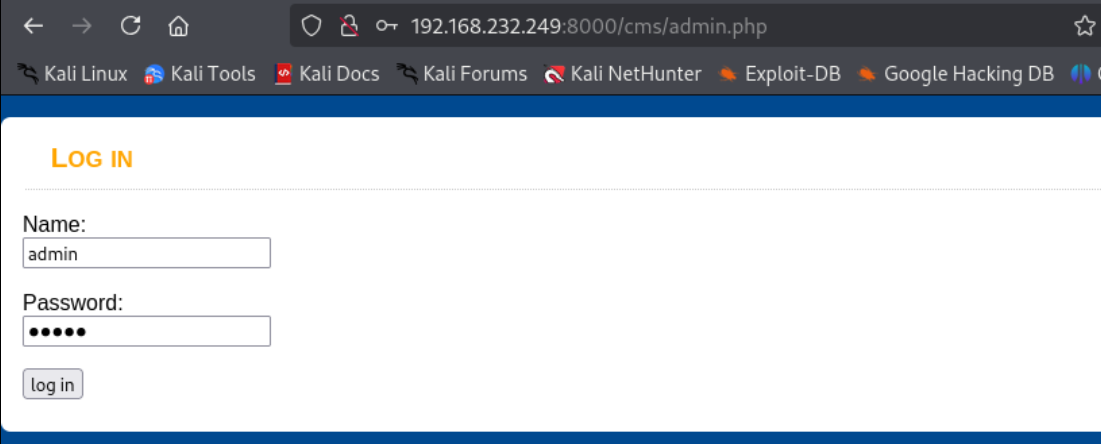 192.168.232.249:8000/cms/admin.php
Kali Linux Kali Tools Kali Docs Kali Forums Kali NetHunter Exploit-DB Google Hacking DB
LOG IN
Name:
admin
Password:
•••••
log in